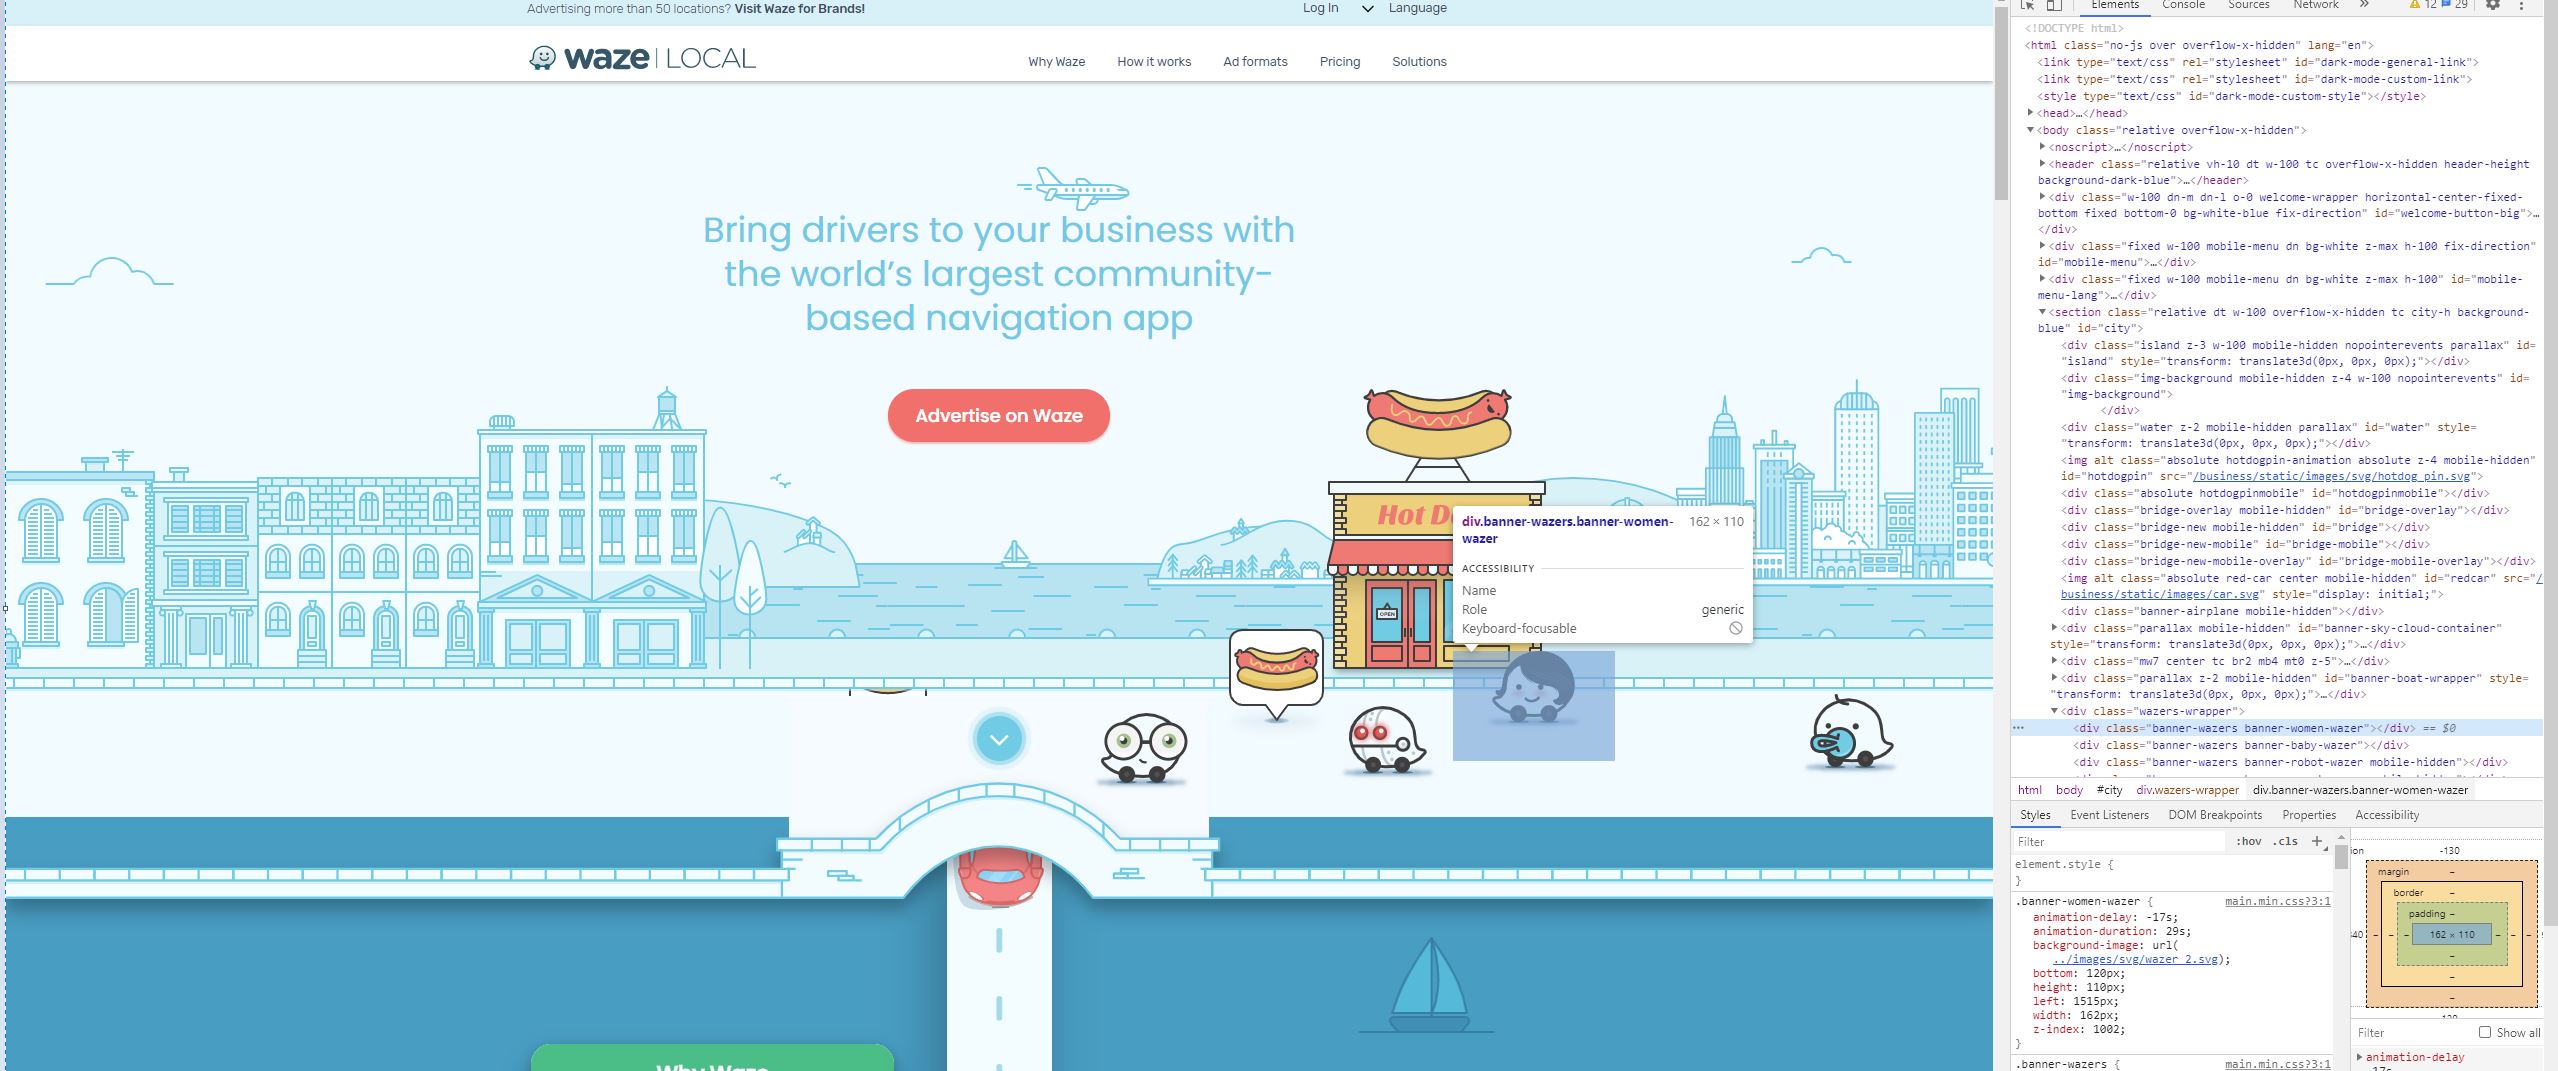 Advertising more than 50 locations? Visit Waze for Brands!
Log In
Language
waze | LOCAL
Why Waze
How it works
Ad formats
Pricing
Solutions
Bring drivers to your business with
the world's largest community-
based navigation app
Advertise on Waze
Hot D
OPEN
div.banner-wazers.banner-women-
wazer
162 × 110
ACCESSIBILITY
Name
Role
generic
Keyboard-focusable
Why Waze
Elements
Console
Sources
Network
»
12
29
<!DOCTYPE html>
<html class="no-js over overflow-x-hidden" lang="en">
<link type="text/css" rel="stylesheet" id="dark-mode-general-link">
<link type="text/css" rel="stylesheet" id="dark-mode-custom-link">
<style type="text/css" id="dark-mode-custom-style"></style>
<head>…</head>
<body class="relative overflow-x-hidden">
<noscript>…</noscript>
<header class="relative vh-10 dt w-100 tc overflow-x-hidden header-height
background-dark-blue">…</header>
<div class="w-100 dn-m dn-l o-0 welcome-wrapper horizontal-center-fixed-
bottom fixed bottom-0 bg-white-blue fix-direction" id="welcome-button-big">…
</div>
<div class="fixed w-100 mobile-menu dn bg-white z-max h-100 fix-direction"
id="mobile-menu">…</div>
<div class="fixed w-100 mobile-menu dn bg-white z-max h-100" id="mobile-
menu-lang">…</div>
<section class="relative dt w-100 overflow-x-hidden tc city-h background-
blue" id="city">
<div class="island z-3 w-100 mobile-hidden nopointerevents parallax" id=
"island" style="transform: translate3d(0px, 0px, 0px);"></div>
<div class="img-background mobile-hidden z-4 w-100 nopointerevents" id=
"img-background">
</div>
<div class="water z-2 mobile-hidden parallax" id="water" style=
"transform: translate3d(0px, 0px, 0px);"></div>
<img alt class="absolute hotdogpin-animation absolute z-4 mobile-hidden"
id="hotdogpin" src="/business/static/images/svg/hotdog_pin.svg">
<div class="absolute hotdogpinmobile" id="hotdogpinmobile"></div>
<div class="bridge-overlay mobile-hidden" id="bridge-overlay"></div>
<div class="bridge-new mobile-hidden" id="bridge"></div>
<div class="bridge-new-mobile" id="bridge-mobile"></div>
<div class="bridge-new-mobile-overlay" id="bridge-mobile-overlay"></div>
<img alt class="absolute red-car center mobile-hidden" id="redcar" src="/
business/static/images/car.svg" style="display: initial;">
<div class="banner-airplane mobile-hidden"></div>
<div class="parallax mobile-hidden" id="banner-sky-cloud-container"
style="transform: translate3d(0px, 0px, 0px);">…</div>
<div class="mw7 center tc br2 mb4 mt0 z-5">…</div>
<div class="parallax z-2 mobile-hidden" id="banner-boat-wrapper" style=
"transform: translate3d(0px, 0px, 0px);">…</div>
<div class="wazers-wrapper">
<div class="banner-wazers banner-women-wazer"></div> == $0
<div class="banner-wazers banner-baby-wazer"></div>
<div class="banner-wazers banner-robot-wazer mobile-hidden"></div>
html
body
#city
div.wazers-wrapper
div.banner-wazers.banner-women-wazer
Styles
Event Listeners
DOM Breakpoints
Properties
Accessibility
Filter
:hov
.cls
+
element.style {
}
.banner-women-wazer {
main.min.css?3:1
animation-delay: -17s;
animation-duration: 29s;
background-image: url(
../images/svg/wazer_2.svg);
bottom: 120px;
height: 110px;
left: 1515px;
width: 162px;
z-index: 1002;
}
.banner-wazers {
main.min.css?3:1
ion
-130
margin
border
padding
162 × 110
Filter
Show all
animation-delay